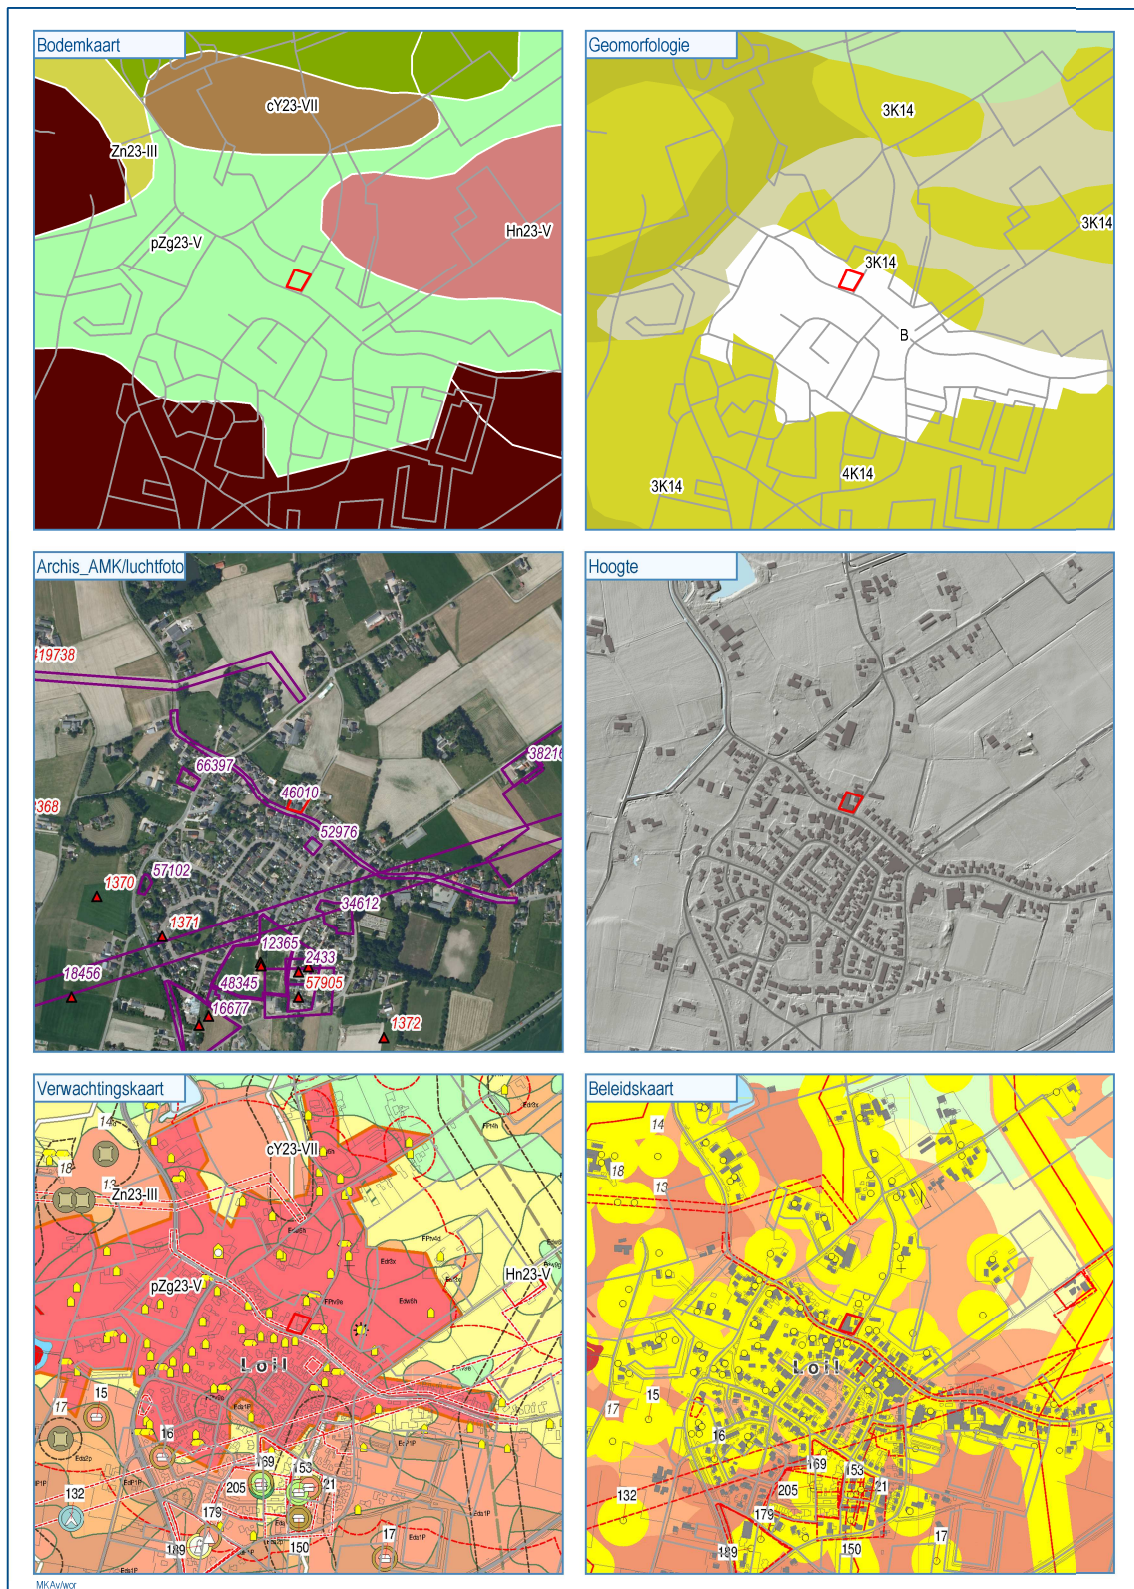 Bodemkaart
cY23-VII
Zn23-III
pZg23-V
Hn23-V
Geomorfologie
3K14
3K14
3K14
B
3K14
4K14
Archis_AMK/luchtfoto
419738
66397
46010
38216
368
52976
57102
1370
34612
1371
12365
2433
18456
48345
57905
16677
1372
Hoogte
Verwachtingskaart
14
cY23-VII
18
13
Zn23-III
pZg23-V
Hn23-V
Loil
15
17
16
169
153
205
21
132
179
189
150
17
Beleidskaart
14
18
13
Loil
15
17
16
169
153
205
21
132
179
189
150
17
MKAv/wor